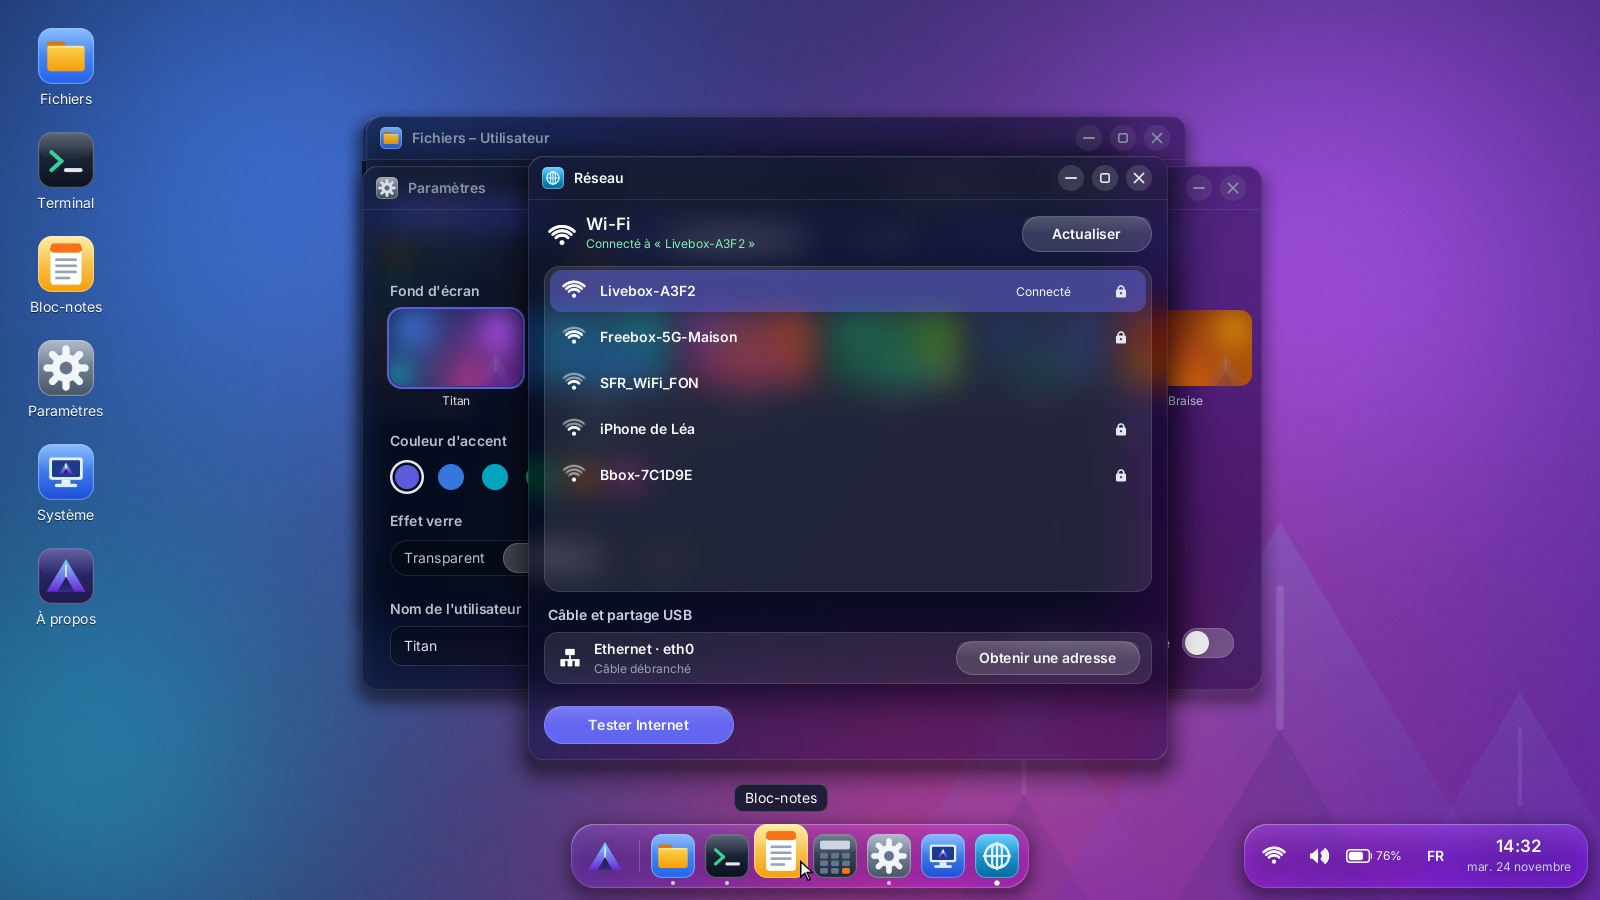 Fichiers
Terminal
Bloc-notes
Paramètres
Système
À propos
Fichiers – Utilisateur
Paramètres
Fond d'écran
Titan
Braise
Couleur d'accent
Effet verre
Transparent
Nom de l'utilisateur
Titan
Réseau
Wi-Fi
Connecté à « Livebox-A3F2 »
Actualiser
Livebox-A3F2
Connecté
Freebox-5G-Maison
SFR_WiFi_FON
iPhone de Léa
Bbox-7C1D9E
Câble et partage USB
Ethernet · eth0
Câble débranché
Obtenir une adresse
Tester Internet
Bloc-notes
76%
FR
14:32
mar. 24 novembre